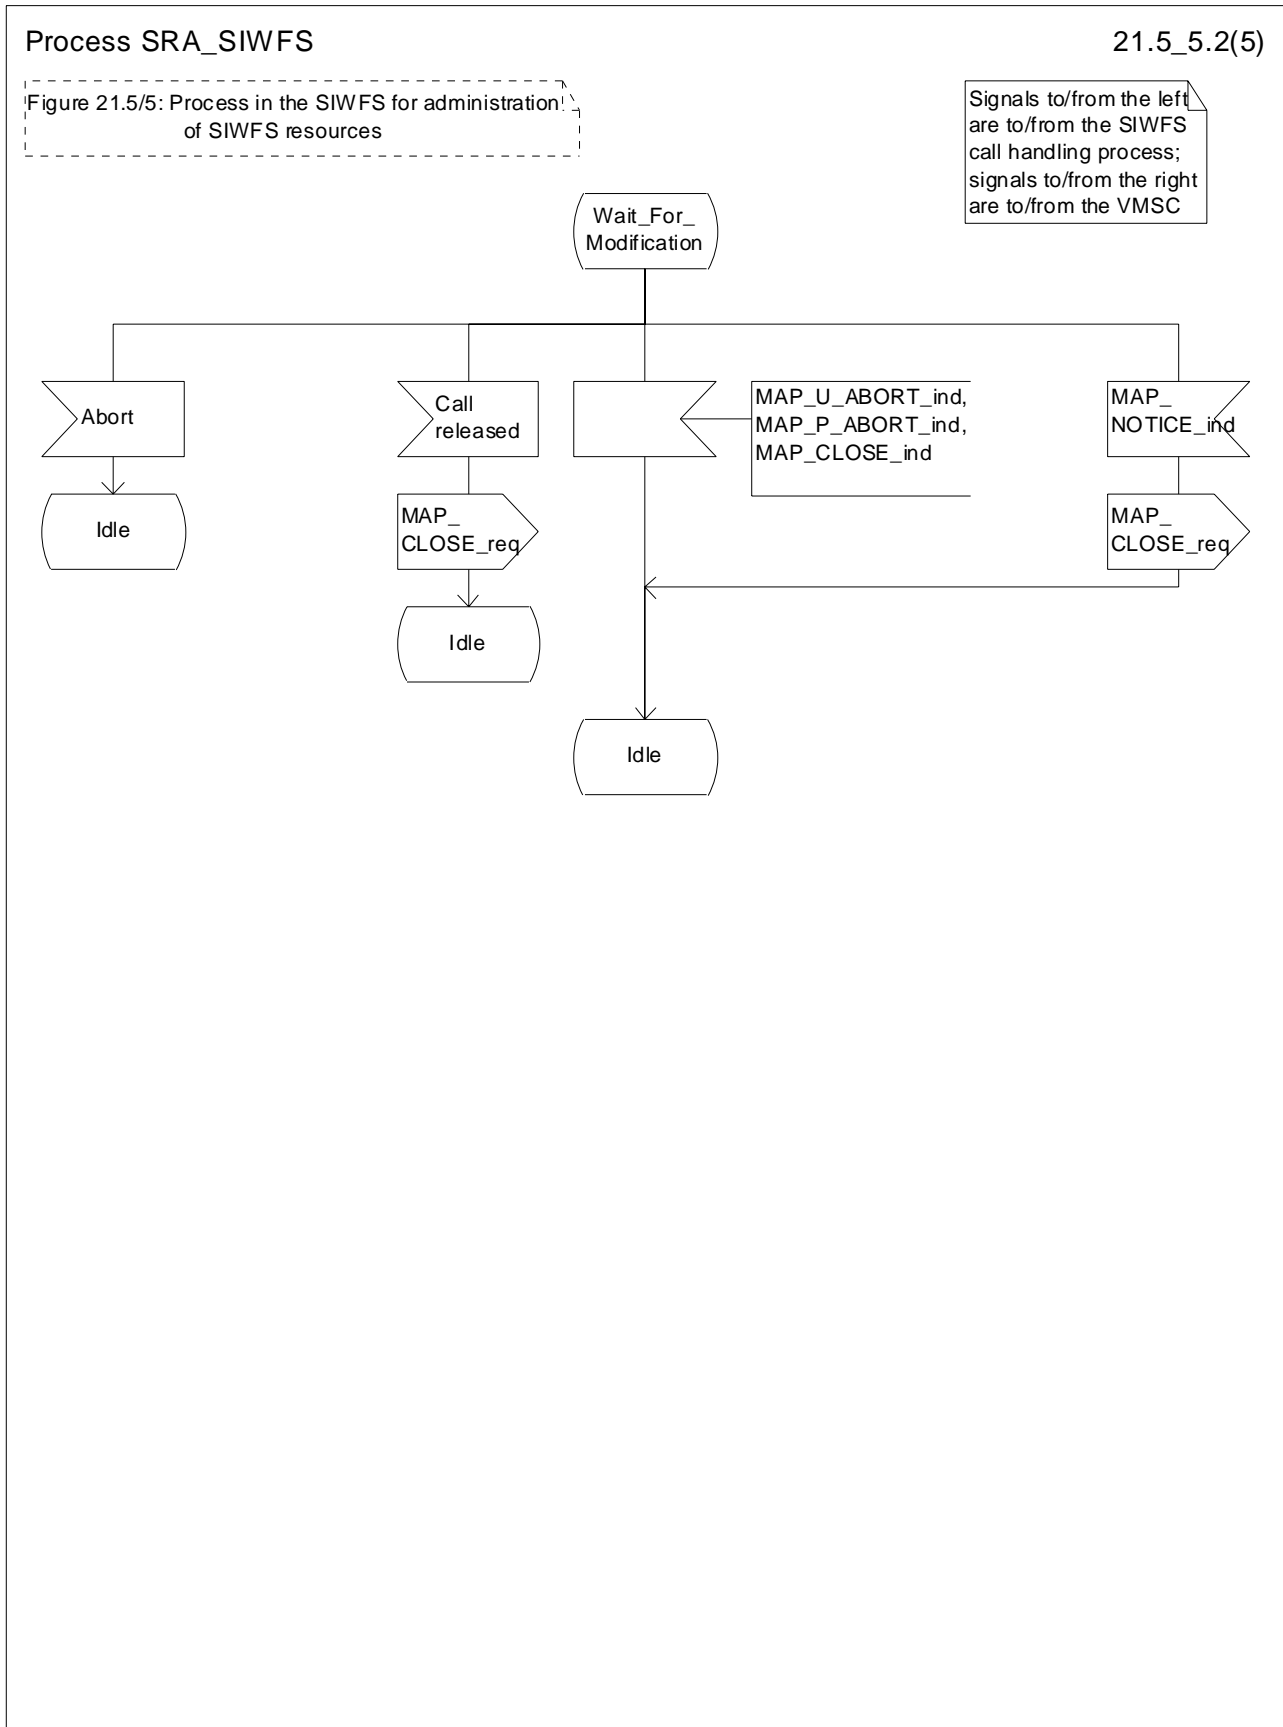 Process SRA_SIWFS
21.5_5.2(5)
Figure 21.5/5: Process in the SIWFS for administration
of SIWFS resources
Signals to/from the left
are to/from the SIWFS
call handling process;
signals to/from the right
are to/from the VMSC
Wait_For_
Modification
Abort
Call
released
MAP_U_ABORT_ind,
MAP_P_ABORT_ind,
MAP_CLOSE_ind
MAP_
NOTICE_ind
Idle
MAP_
CLOSE_req
MAP_
CLOSE_req
Idle
Idle